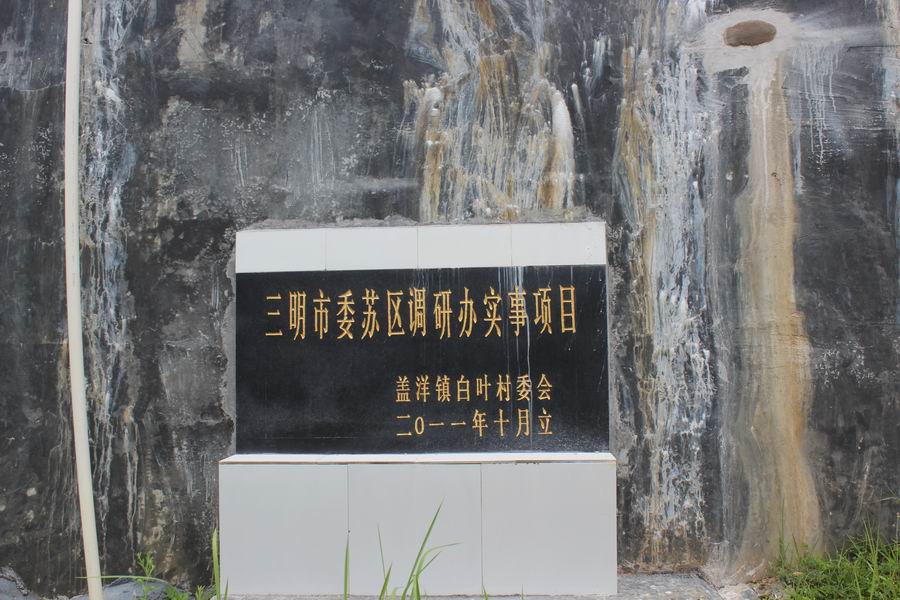 三明市委苏区调研办实事项目
盖洋镇白叶村委会
二0一一年十月立